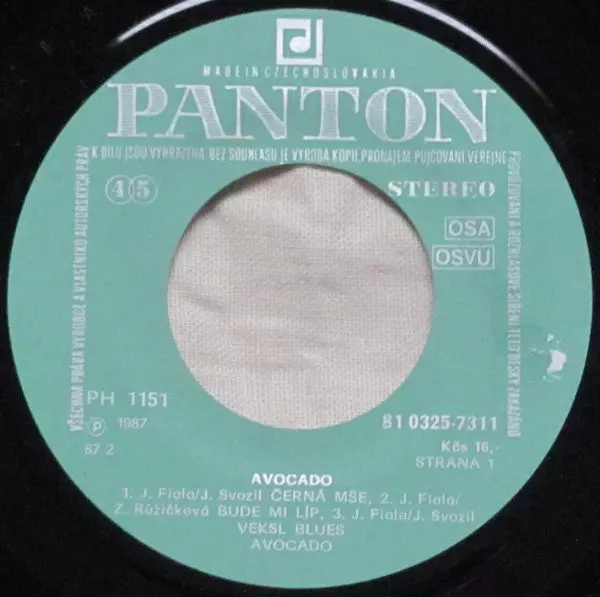 MADE IN CZECHOSLOVAKIA
PANTON
VŠECHNA PRÁVA VÝROBCE A VLASTNÍKŮ AUTORSKÝCH PRÁV
K DÍLU JSOU VYHRAZENA. BEZ SOUHLASU JE VÝROBA KOPIÍ, PRONÁJEM, PŮJČOVÁNÍ VEŘEJNÉ
PROVOZOVÁNÍ A ROZHLASOVÉ ŠÍŘENÍ TÉTO DESKY ZAKÁZÁNO
45 STEREO
OSA
OSVU
PH 1151
℗ 1987
87 2
81 0325-7311
Kčs 16,-
STRANA 1
AVOCADO
1. J. Fiala/J. Svozil ČERNÁ MŠE, 2. J. Fiala/
Z. Růžičková BUDE MI LÍP, 3. J. Fiala/J. Svozil
VEKSL BLUES
AVOCADO